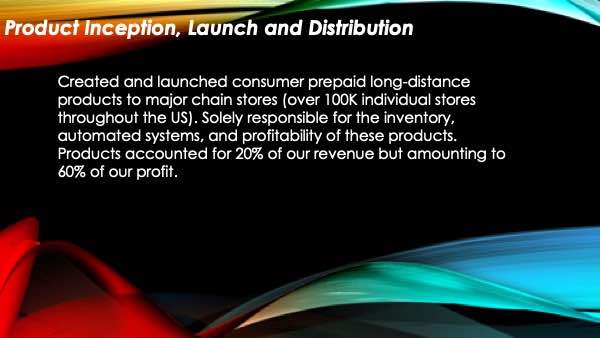 Product Inception, Launch and Distribution
Created and launched consumer prepaid long-distance
products to major chain stores (over 100K individual stores
throughout the US). Solely responsible for the inventory,
automated systems, and profitability of these products.
Products accounted for 20% of our revenue but amounting to
60% of our profit.